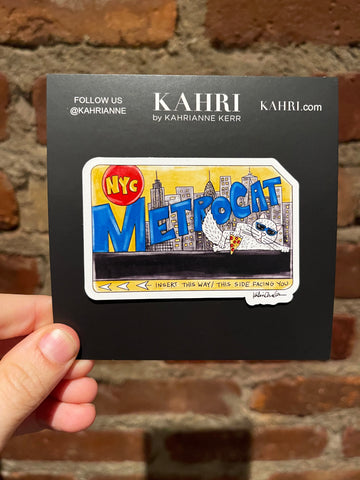 FOLLOW US
@KAHRIANNE
KAHRI
by KAHRIANNE KERR
KAHRI.com
NYC
METROCAT
INSERT THIS WAY / THIS SIDE FACING YOU